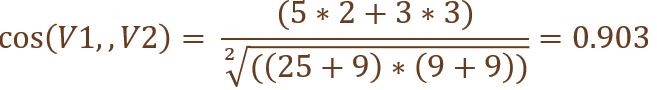 cos(V1,,V2) = (5 * 2 + 3 * 3) / ²√((25 + 9) * (9 + 9)) = 0.903